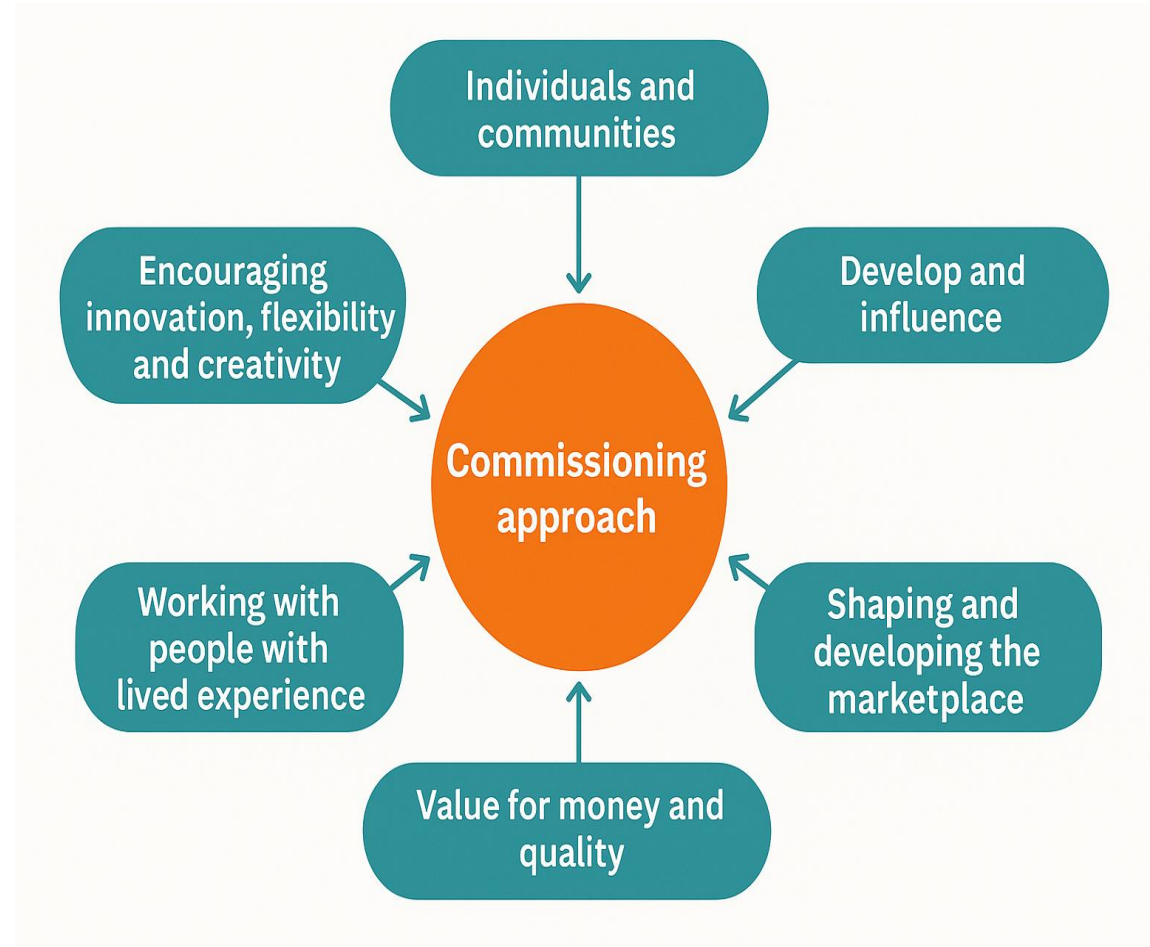 Individuals and
communities
Encouraging
innovation, flexibility
and creativity
Develop and
influence
Commissioning
approach
Working with
people with
lived experience
Shaping and
developing the
marketplace
Value for money and
quality